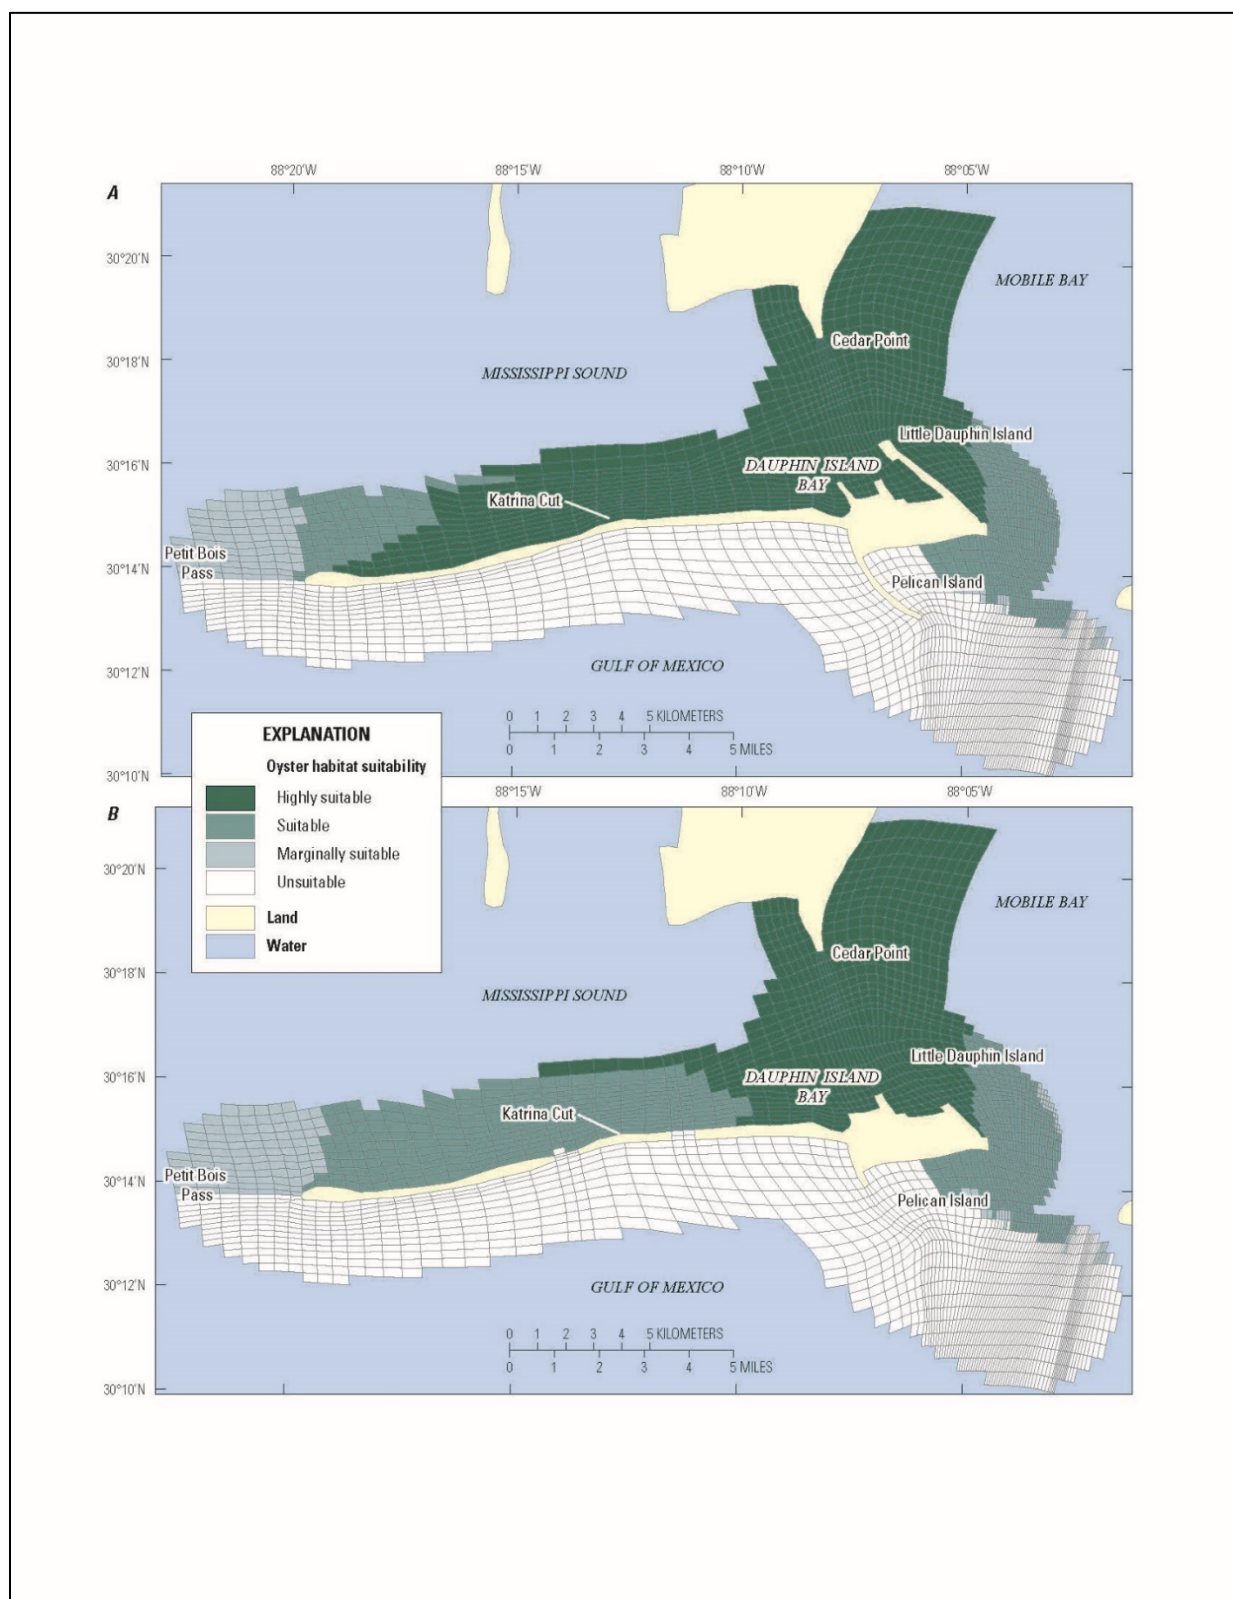 88°20'W 88°15'W 88°10'W 88°05'W
A
30°20'N
MOBILE BAY
Cedar Point
30°18'N
MISSISSIPPI SOUND
Little Dauphin Island
30°16'N
DAUPHIN ISLAND
BAY
Katrina Cut
Petit Bois
Pass
30°14'N
Pelican Island
30°12'N
GULF OF MEXICO
0 1 2 3 4 5 KILOMETERS
0 1 2 3 4 5 MILES
30°10'N
EXPLANATION
Oyster habitat suitability
Highly suitable
Suitable
Marginally suitable
Unsuitable
Land
Water
88°15'W 88°10'W 88°05'W
B
30°20'N
MOBILE BAY
Cedar Point
30°18'N
MISSISSIPPI SOUND
Little Dauphin Island
30°16'N
DAUPHIN ISLAND
BAY
Katrina Cut
Petit Bois
Pass
30°14'N
Pelican Island
30°12'N
GULF OF MEXICO
0 1 2 3 4 5 KILOMETERS
0 1 2 3 4 5 MILES
30°10'N